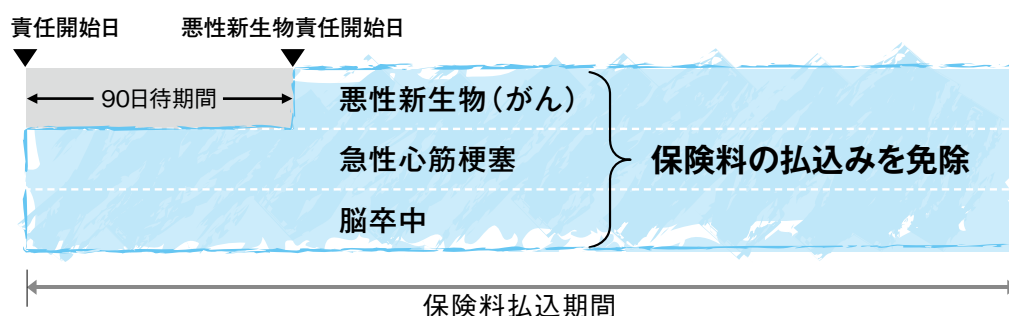 責任開始日
悪性新生物責任開始日
90日待期間
悪性新生物(がん)
急性心筋梗塞
保険料の払込みを免除
脳卒中
保険料払込期間